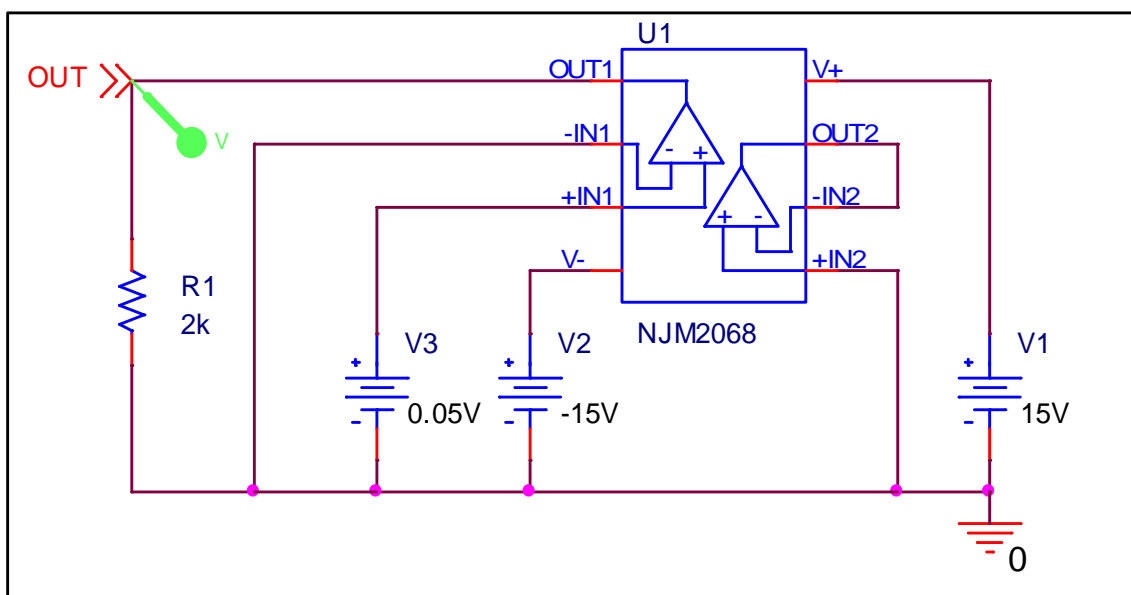 U1
OUT
OUT1
V+
V
-IN1
OUT2
- +
+IN1
-IN2
+ -
V-
+IN2
R1
2k
NJM2068
V3
V2
V1
+
+
+
0.05V
-15V
15V
-
-
-
0